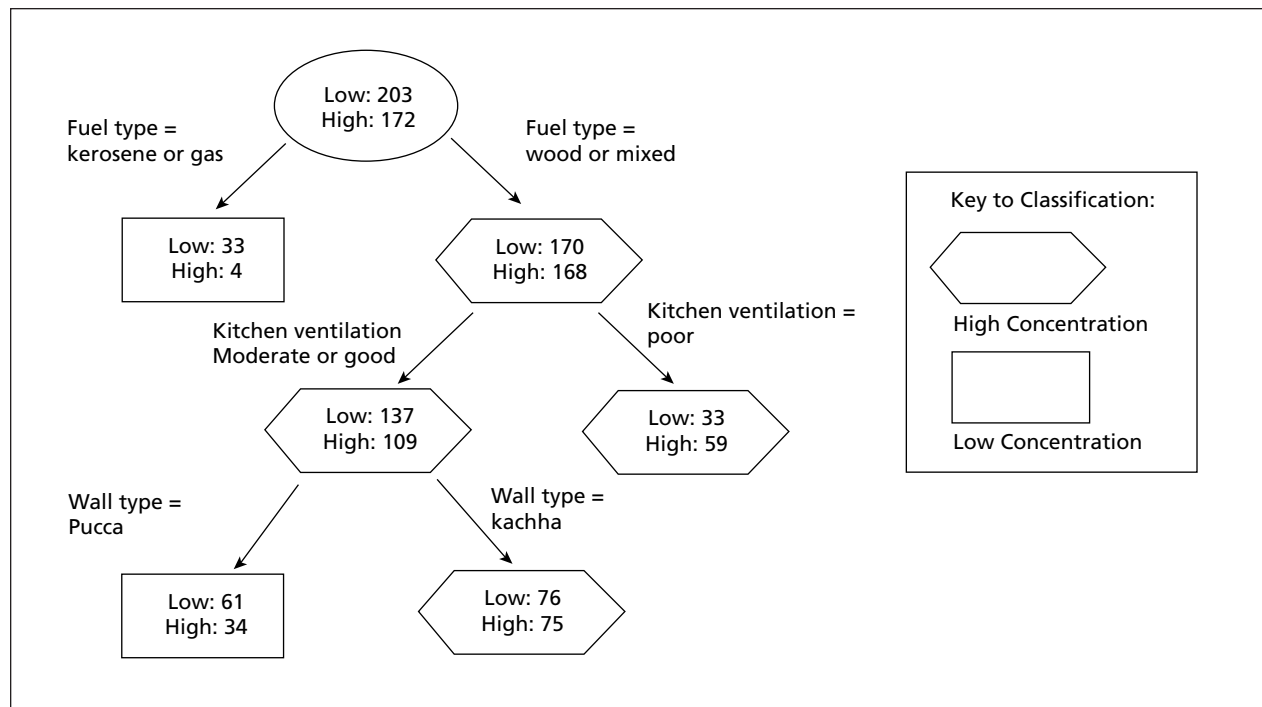 Low: 203
High: 172
Fuel type =
kerosene or gas
Fuel type =
wood or mixed
Low: 33
High: 4
Low: 170
High: 168
Kitchen ventilation
Moderate or good
Kitchen ventilation =
poor
Low: 137
High: 109
Low: 33
High: 59
Wall type =
Pucca
Wall type =
kachha
Low: 61
High: 34
Low: 76
High: 75
Key to Classification:
High Concentration
Low Concentration